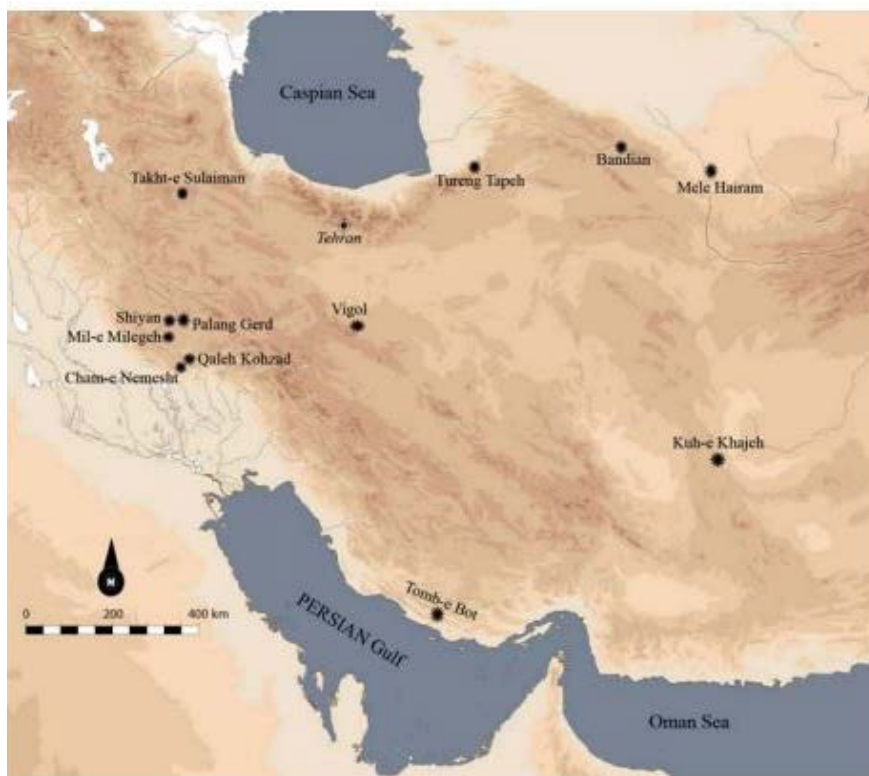 Caspian Sea
Bandian
Tureng Tapeh
Mele Hairam
Takht-e Sulaiman
Tehran
Vigol
Shiyan
Palang Gerd
Mil-e Milegeh
Qaleh Kohzad
Cham-e Nemesht
Kuh-e Khajeh
N
0 200 400 km
Tomb-e Bot
PERSIAN Gulf
Oman Sea